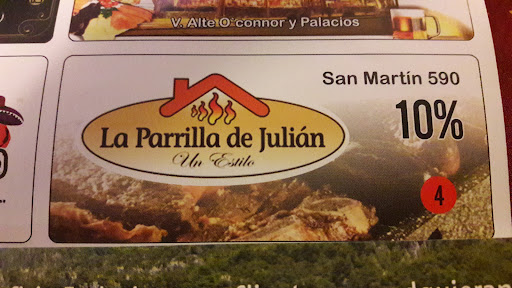 V. Alte O´connor y Palacios
San Martín 590
10%
La Parrilla de Julián
Un Estilo
4